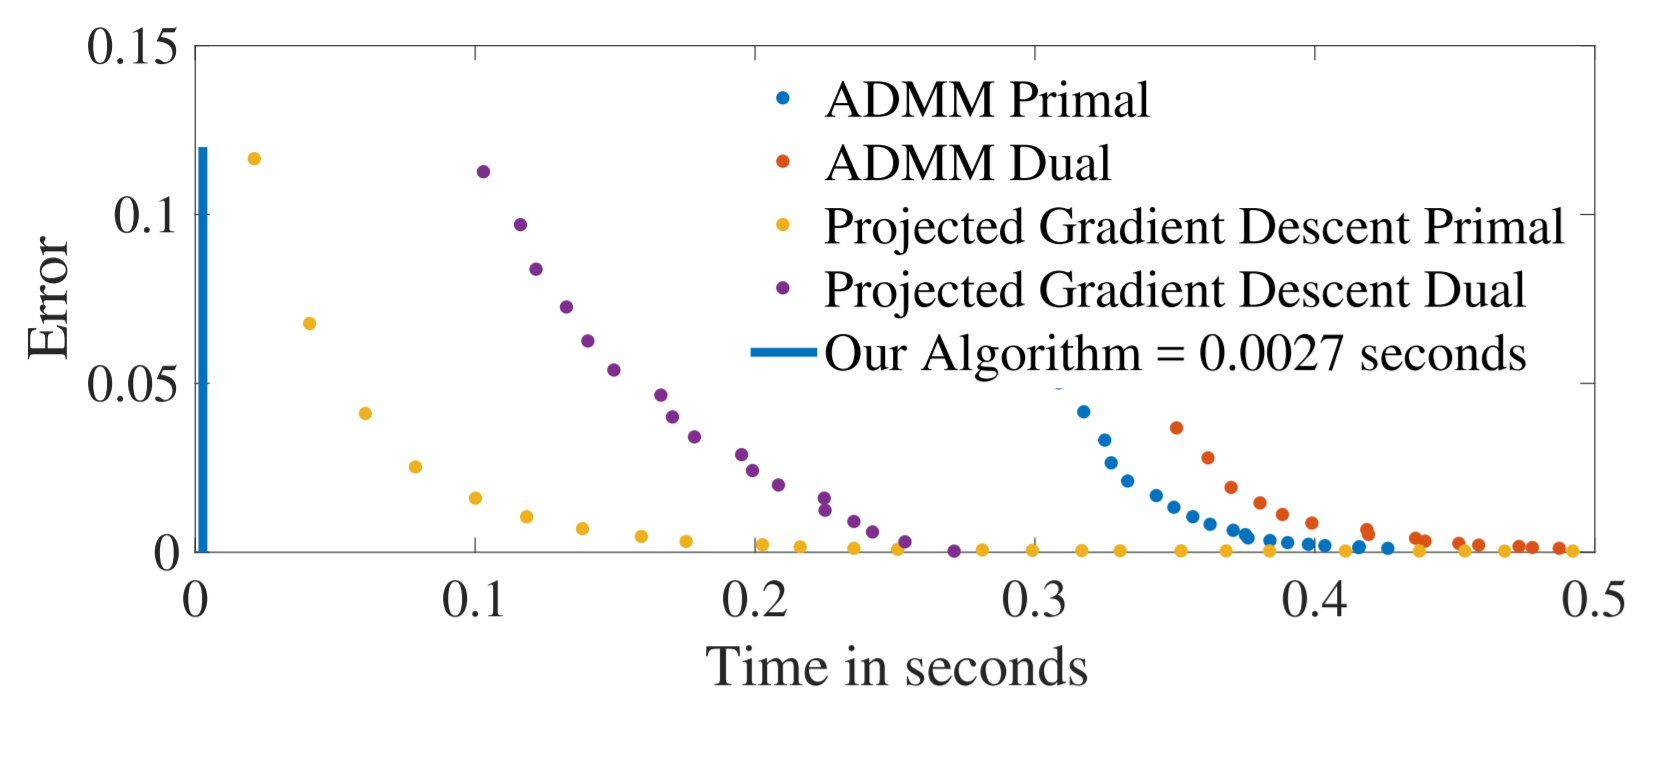 0.15
0.1
0.05
0
Error
ADMM Primal
ADMM Dual
Projected Gradient Descent Primal
Projected Gradient Descent Dual
Our Algorithm = 0.0027 seconds
0 0.1 0.2 0.3 0.4 0.5
Time in seconds